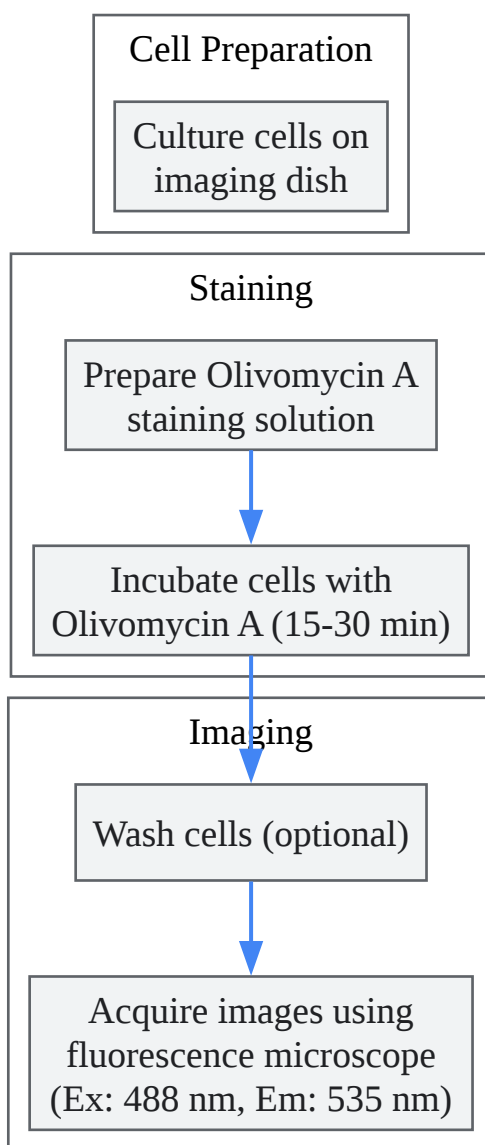 Cell Preparation
Culture cells on
imaging dish
Staining
Prepare Olivomycin A
staining solution
Incubate cells with
Olivomycin A (15-30 min)
Imaging
Wash cells (optional)
Acquire images using
fluorescence microscope
(Ex: 488 nm, Em: 535 nm)